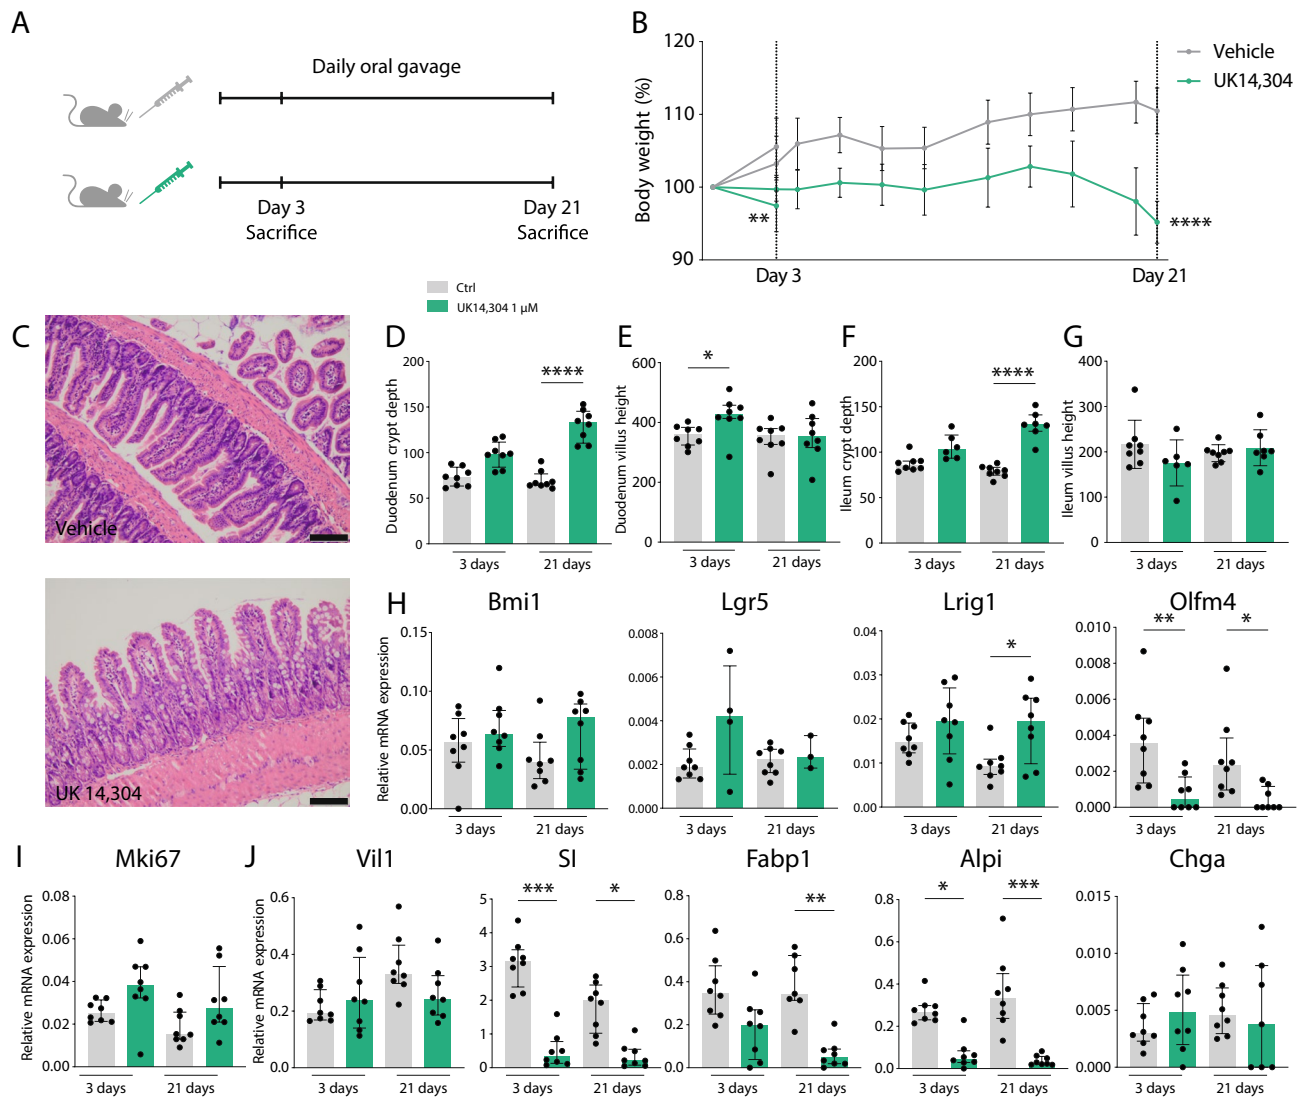 A
Daily oral gavage
Day 3
Sacrifice
Day 21
Sacrifice
B
Body weight (%)
120
110
100
90
**
****
Day 3
Day 21
Vehicle
UK14,304
Ctrl
UK14,304 1 µM
C
Vehicle
UK 14,304
D
Duodenum crypt depth
200
150
100
50
0
****
3 days
21 days
E
Duodenum villus height
600
400
200
0
*
3 days
21 days
F
Ileum crypt depth
200
150
100
50
0
****
3 days
21 days
G
Ileum villus height
400
300
200
100
0
3 days
21 days
H
Bmi1
Relative mRNA expression
0.15
0.10
0.05
0.00
3 days
21 days
Lgr5
0.008
0.006
0.004
0.002
0.000
3 days
21 days
Lrig1
0.04
0.03
0.02
0.01
0.00
*
3 days
21 days
Olfm4
0.010
0.008
0.006
0.004
0.002
0.000
**
*
3 days
21 days
I
Mki67
Relative mRNA expression
0.08
0.06
0.04
0.02
0.00
3 days
21 days
J
Vil1
Relative mRNA expression
0.6
0.4
0.2
0.0
3 days
21 days
SI
5
4
3
2
1
0
***
*
3 days
21 days
Fabp1
0.8
0.6
0.4
0.2
0.0
**
3 days
21 days
Alpi
0.8
0.6
0.4
0.2
0.0
*
***
3 days
21 days
Chga
0.015
0.010
0.005
0.000
3 days
21 days